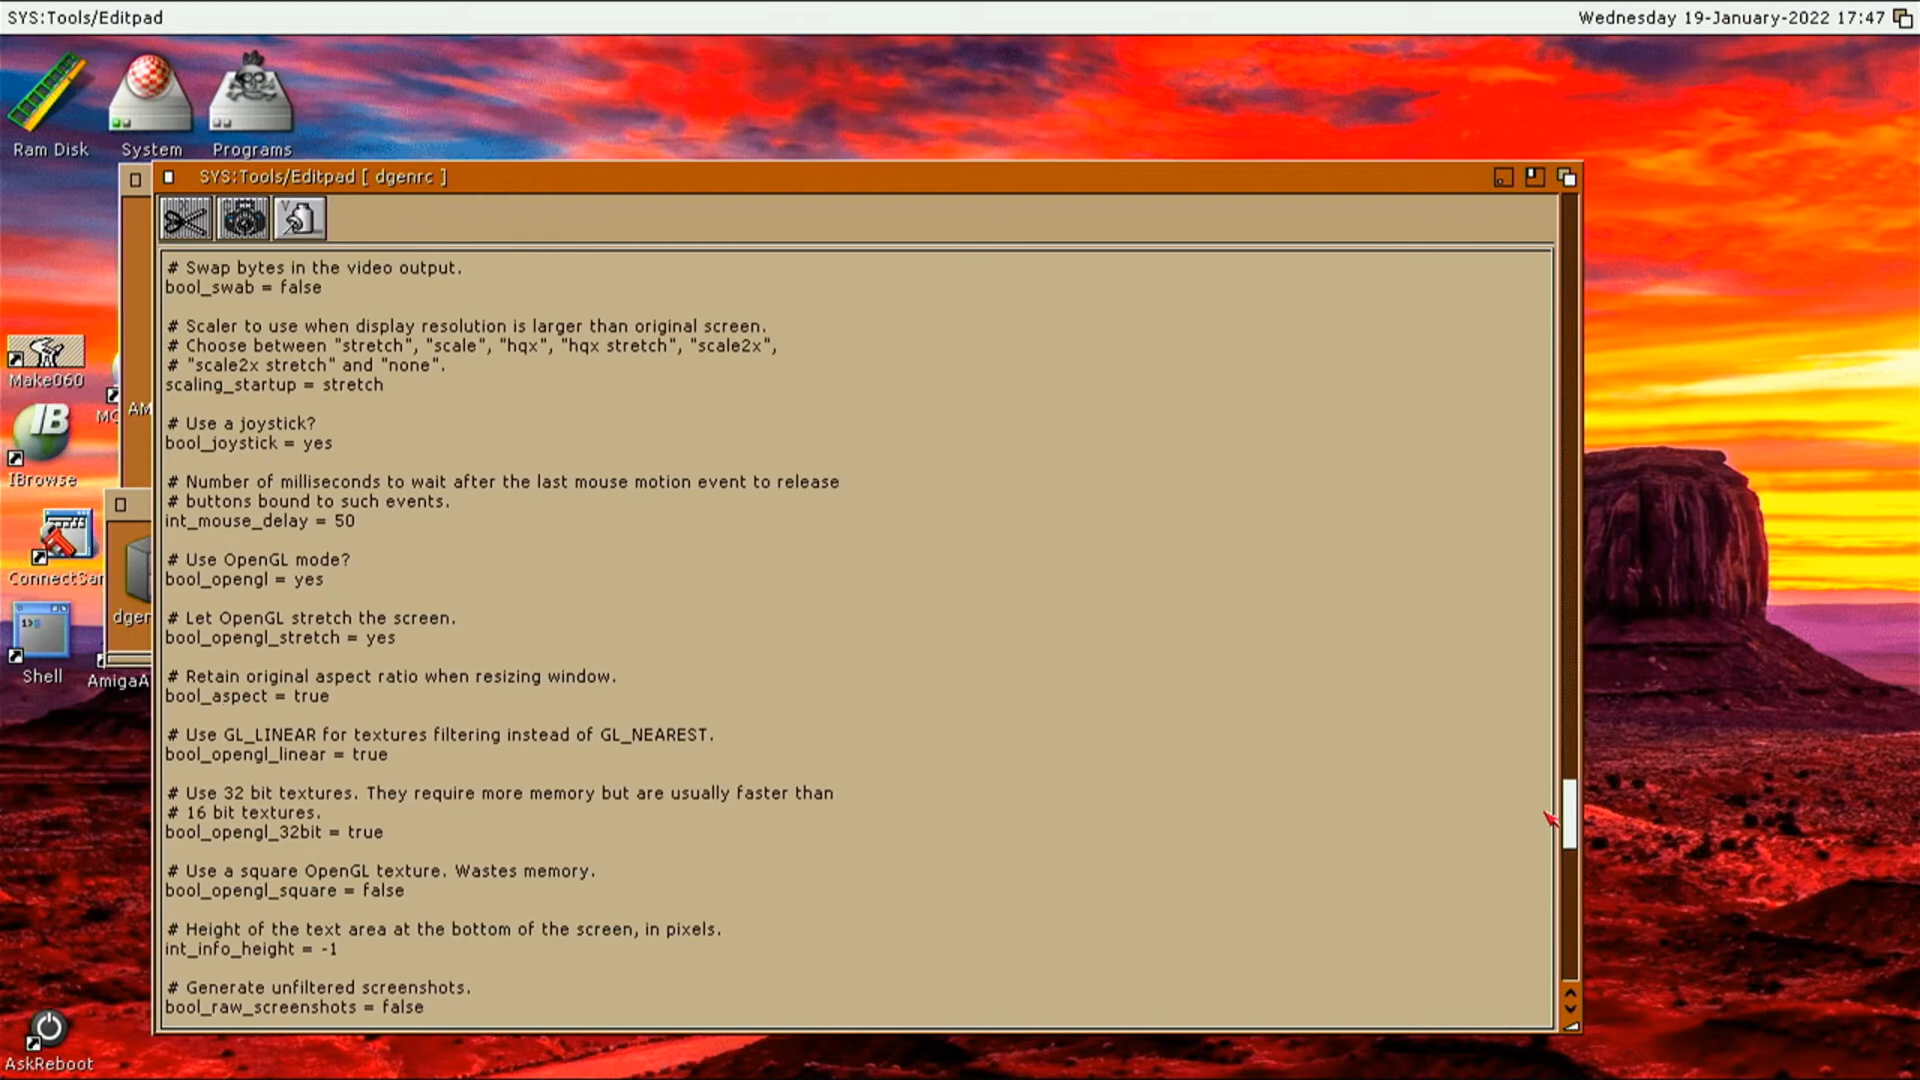 SYS:Tools/Editpad
Wednesday 19-January-2022 17:47
Ram Disk
System
Programs
SYS:Tools/Editpad [ dgenrc ]
# Swap bytes in the video output.
bool_swab = false
# Scaler to use when display resolution is larger than original screen.
# Choose between "stretch", "scale", "hqx", "hqx stretch", "scale2x",
# "scale2x stretch" and "none".
scaling_startup = stretch
# Use a joystick?
bool_joystick = yes
# Number of milliseconds to wait after the last mouse motion event to release
# buttons bound to such events.
int_mouse_delay = 50
# Use OpenGL mode?
bool_opengl = yes
# Let OpenGL stretch the screen.
bool_opengl_stretch = yes
# Retain original aspect ratio when resizing window.
bool_aspect = true
# Use GL_LINEAR for textures filtering instead of GL_NEAREST.
bool_opengl_linear = true
# Use 32 bit textures. They require more memory but are usually faster than
# 16 bit textures.
bool_opengl_32bit = true
# Use a square OpenGL texture. Wastes memory.
bool_opengl_square = false
# Height of the text area at the bottom of the screen, in pixels.
int_info_height = -1
# Generate unfiltered screenshots.
bool_raw_screenshots = false
Make060
MC
AM
IB
IBrowse
ConnectSar
dger
1>
Shell
AmigaA
AskReboot